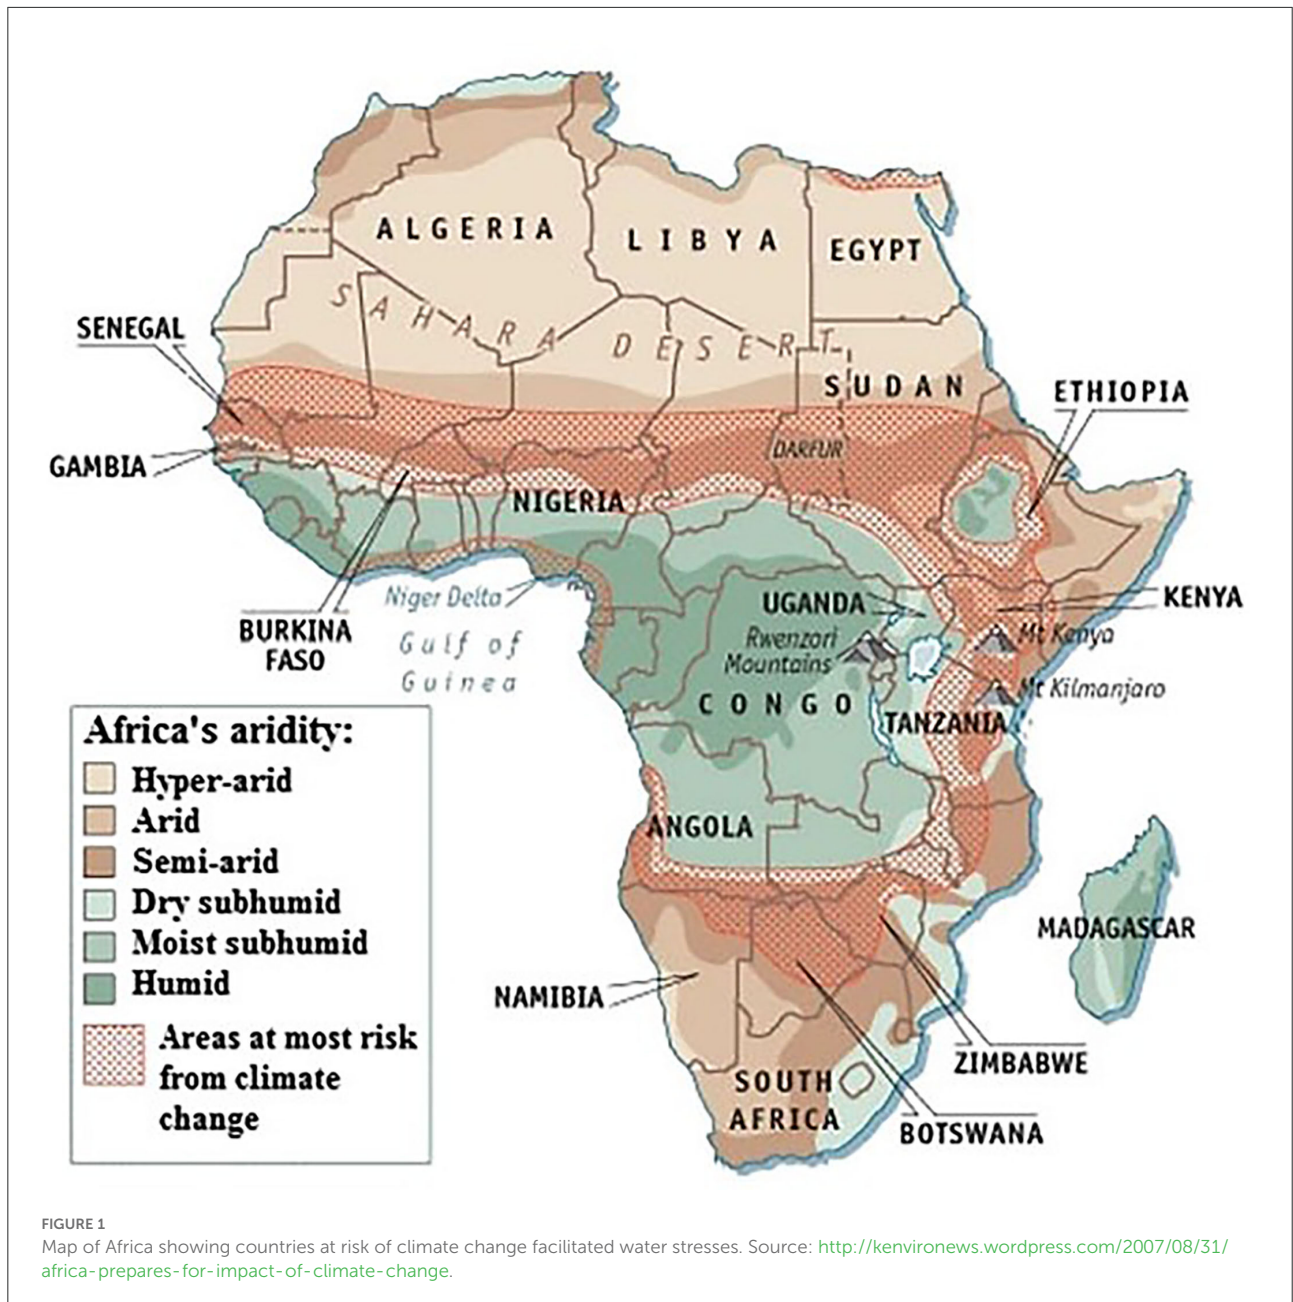 ALGERIA
LIBYA
EGYPT
SAHARA DESERT
SENEGAL
SUDAN
ETHIOPIA
DARFUR
GAMBIA
NIGERIA
Niger Delta
UGANDA
KENYA
BURKINA
FASO
Gulf of
Guinea
Rwenzori
Mountains
Mt Kenya
Mt Kilimanjaro
CONGO
TANZANIA
ANGOLA
MADAGASCAR
NAMIBIA
ZIMBABWE
SOUTH
AFRICA
BOTSWANA
Africa's aridity:
Hyper-arid
Arid
Semi-arid
Dry subhumid
Moist subhumid
Humid
Areas at most risk
from climate
change
FIGURE 1
Map of Africa showing countries at risk of climate change facilitated water stresses. Source: http://kenvironews.wordpress.com/2007/08/31/
africa-prepares-for-impact-of-climate-change.